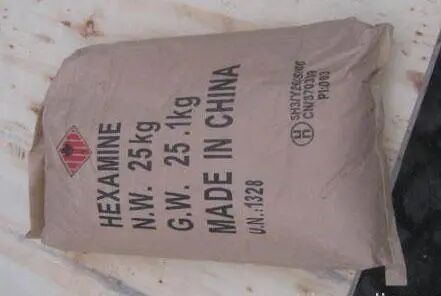 HEXAMINE
N.W. 25kg
G.W. 25.1kg
MADE IN CHINA
U.N.:1328
H